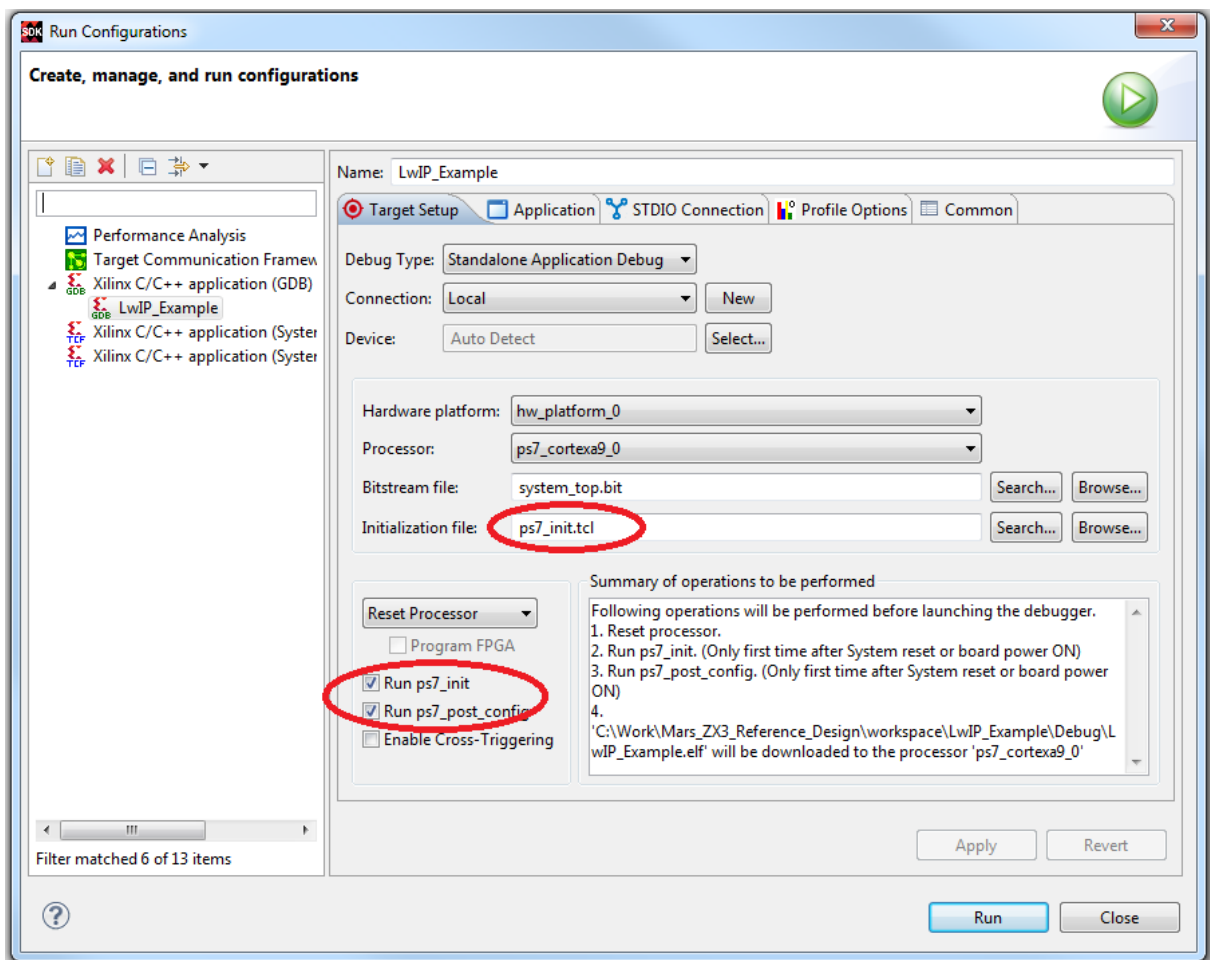 SDK Run Configurations
Create, manage, and run configurations
Name: LwIP_Example
Target Setup Application STDIO Connection Profile Options Common
Performance Analysis
Target Communication Framew
GDB Xilinx C/C++ application (GDB)
GDB LwIP_Example
TCF Xilinx C/C++ application (Syster
TCF Xilinx C/C++ application (Syster
Filter matched 6 of 13 items
Debug Type: Standalone Application Debug
Connection: Local New
Device: Auto Detect Select...
Hardware platform: hw_platform_0
Processor: ps7_cortexa9_0
Bitstream file: system_top.bit Search... Browse...
Initialization file: ps7_init.tcl Search... Browse...
Reset Processor
Program FPGA
Run ps7_init
Run ps7_post_config
Enable Cross-Triggering
Summary of operations to be performed
Following operations will be performed before launching the debugger.
1. Reset processor.
2. Run ps7_init. (Only first time after System reset or board power ON)
3. Run ps7_post_config. (Only first time after System reset or board power
ON)
4.
'C:\Work\Mars_ZX3_Reference_Design\workspace\LwIP_Example\Debug\L
wIP_Example.elf' will be downloaded to the processor 'ps7_cortexa9_0'
Apply Revert
? Run Close